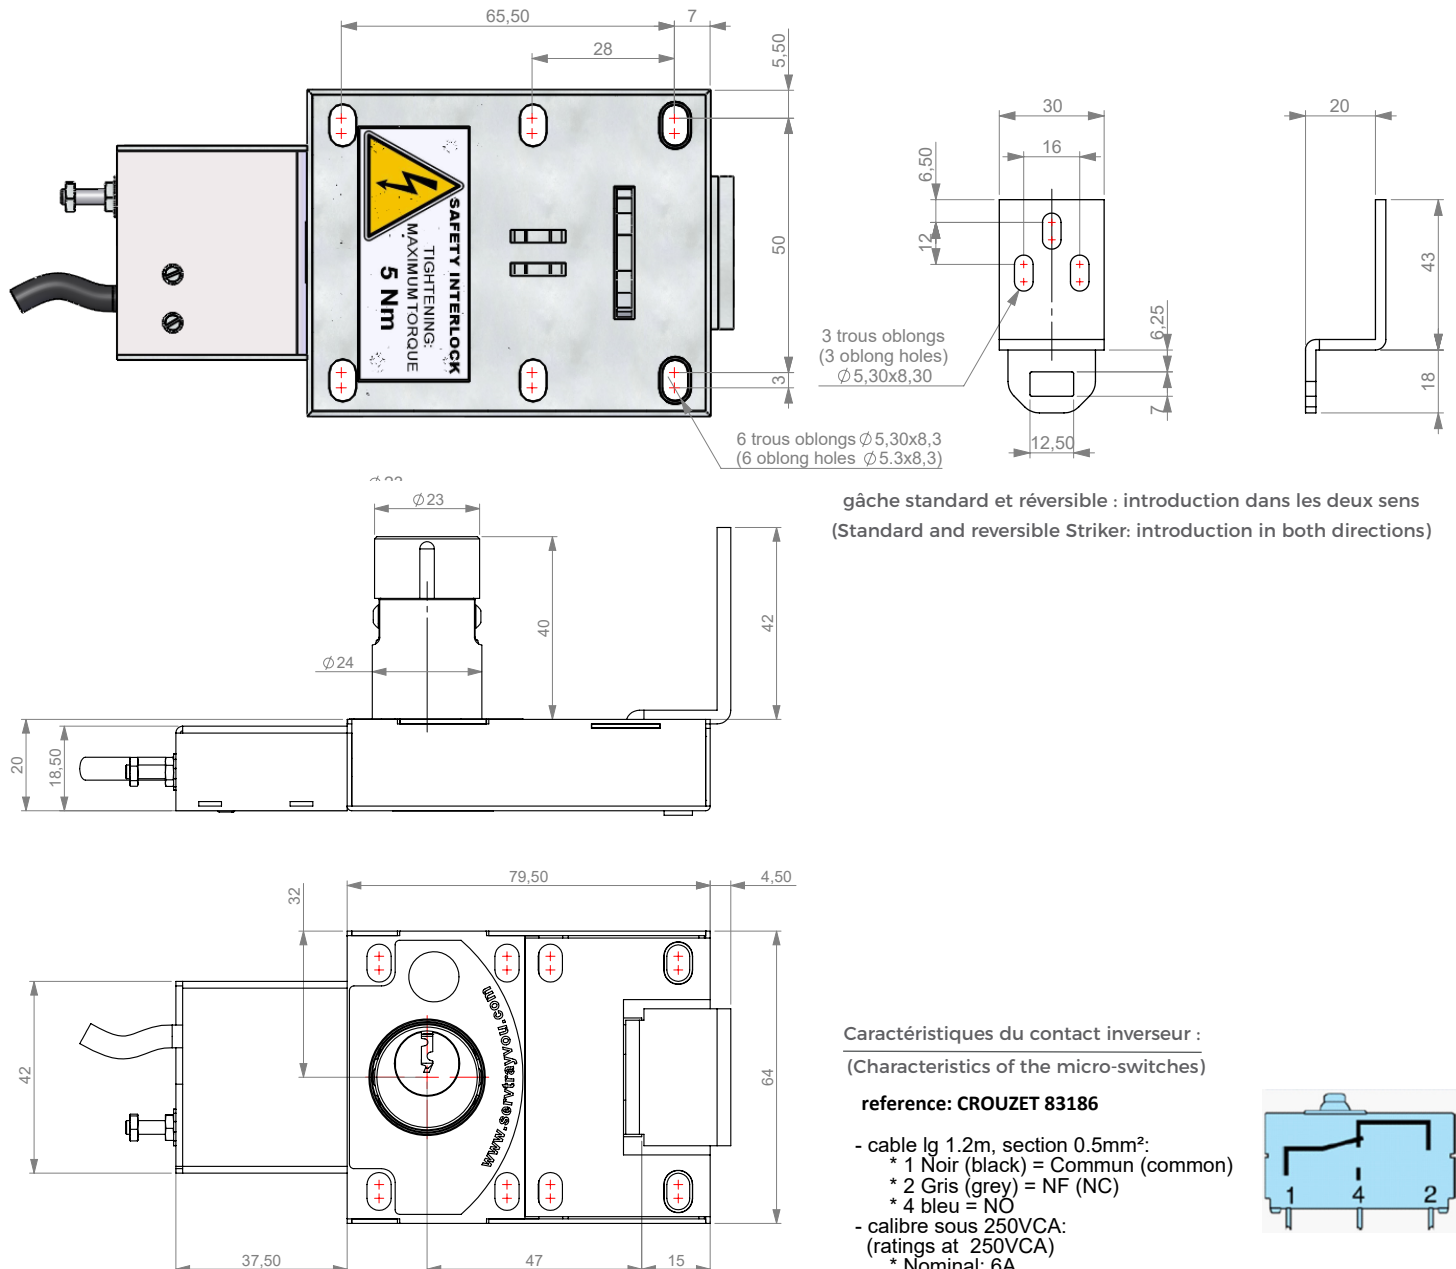 65,50
7
28
5,50
50
3
SAFETY INTERLOCK
TIGHTENING:
MAXIMUM TORQUE
5 Nm
6 trous oblongs ∅5,30x8,3
(6 oblong holes ∅5.3x8,3)
30
16
6,50
12
3 trous oblongs
(3 oblong holes)
∅5,30x8,30
6,25
7
12,50
20
43
18
gâche standard et réversible : introduction dans les deux sens
(Standard and reversible Striker: introduction in both directions)
∅23
∅24
40
42
20
18,50
79,50
4,50
32
42
64
www.servtrayvou.com
37,50
47
15
Caractéristiques du contact inverseur :
(Characteristics of the micro-switches)
reference: CROUZET 83186
- cable lg 1.2m, section 0.5mm²:
* 1 Noir (black) = Commun (common)
* 2 Gris (grey) = NF (NC)
* 4 bleu = NO
- calibre sous 250VCA:
(ratings at 250VCA)
* Nominal: 6A
1 4 2